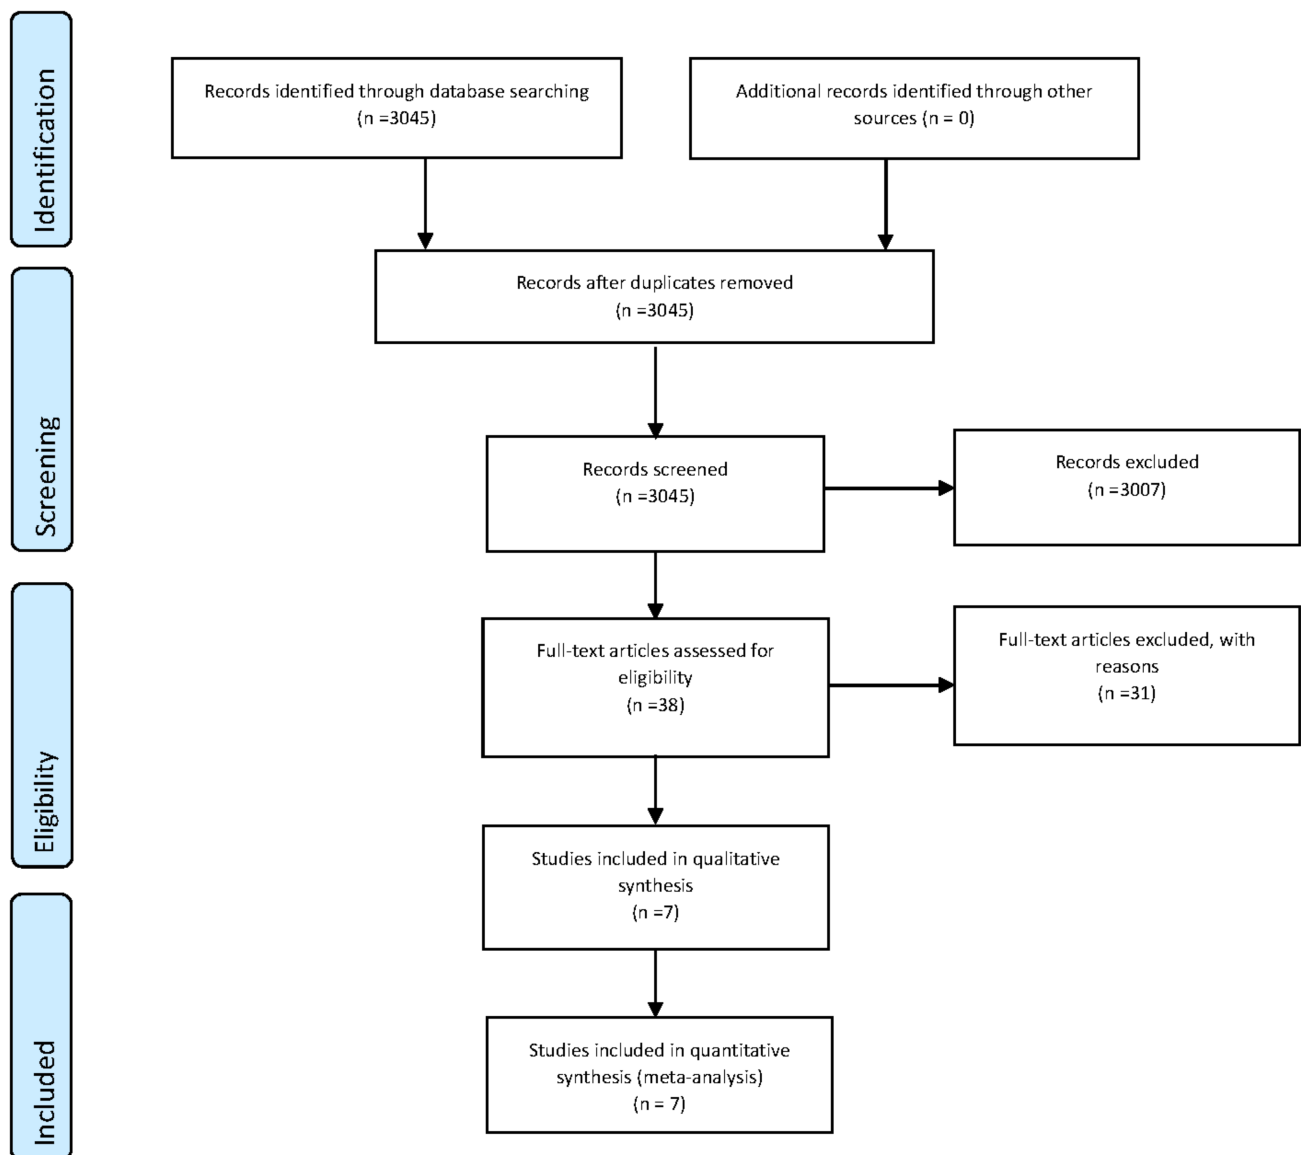 Identification
Records identified through database searching
(n =3045)
Additional records identified through other
sources (n = 0)
Records after duplicates removed
(n =3045)
Screening
Records screened
(n =3045)
Records excluded
(n =3007)
Eligibility
Full-text articles assessed for
eligibility
(n =38)
Full-text articles excluded, with
reasons
(n =31)
Studies included in qualitative
synthesis
(n =7)
Included
Studies included in quantitative
synthesis (meta-analysis)
(n = 7)